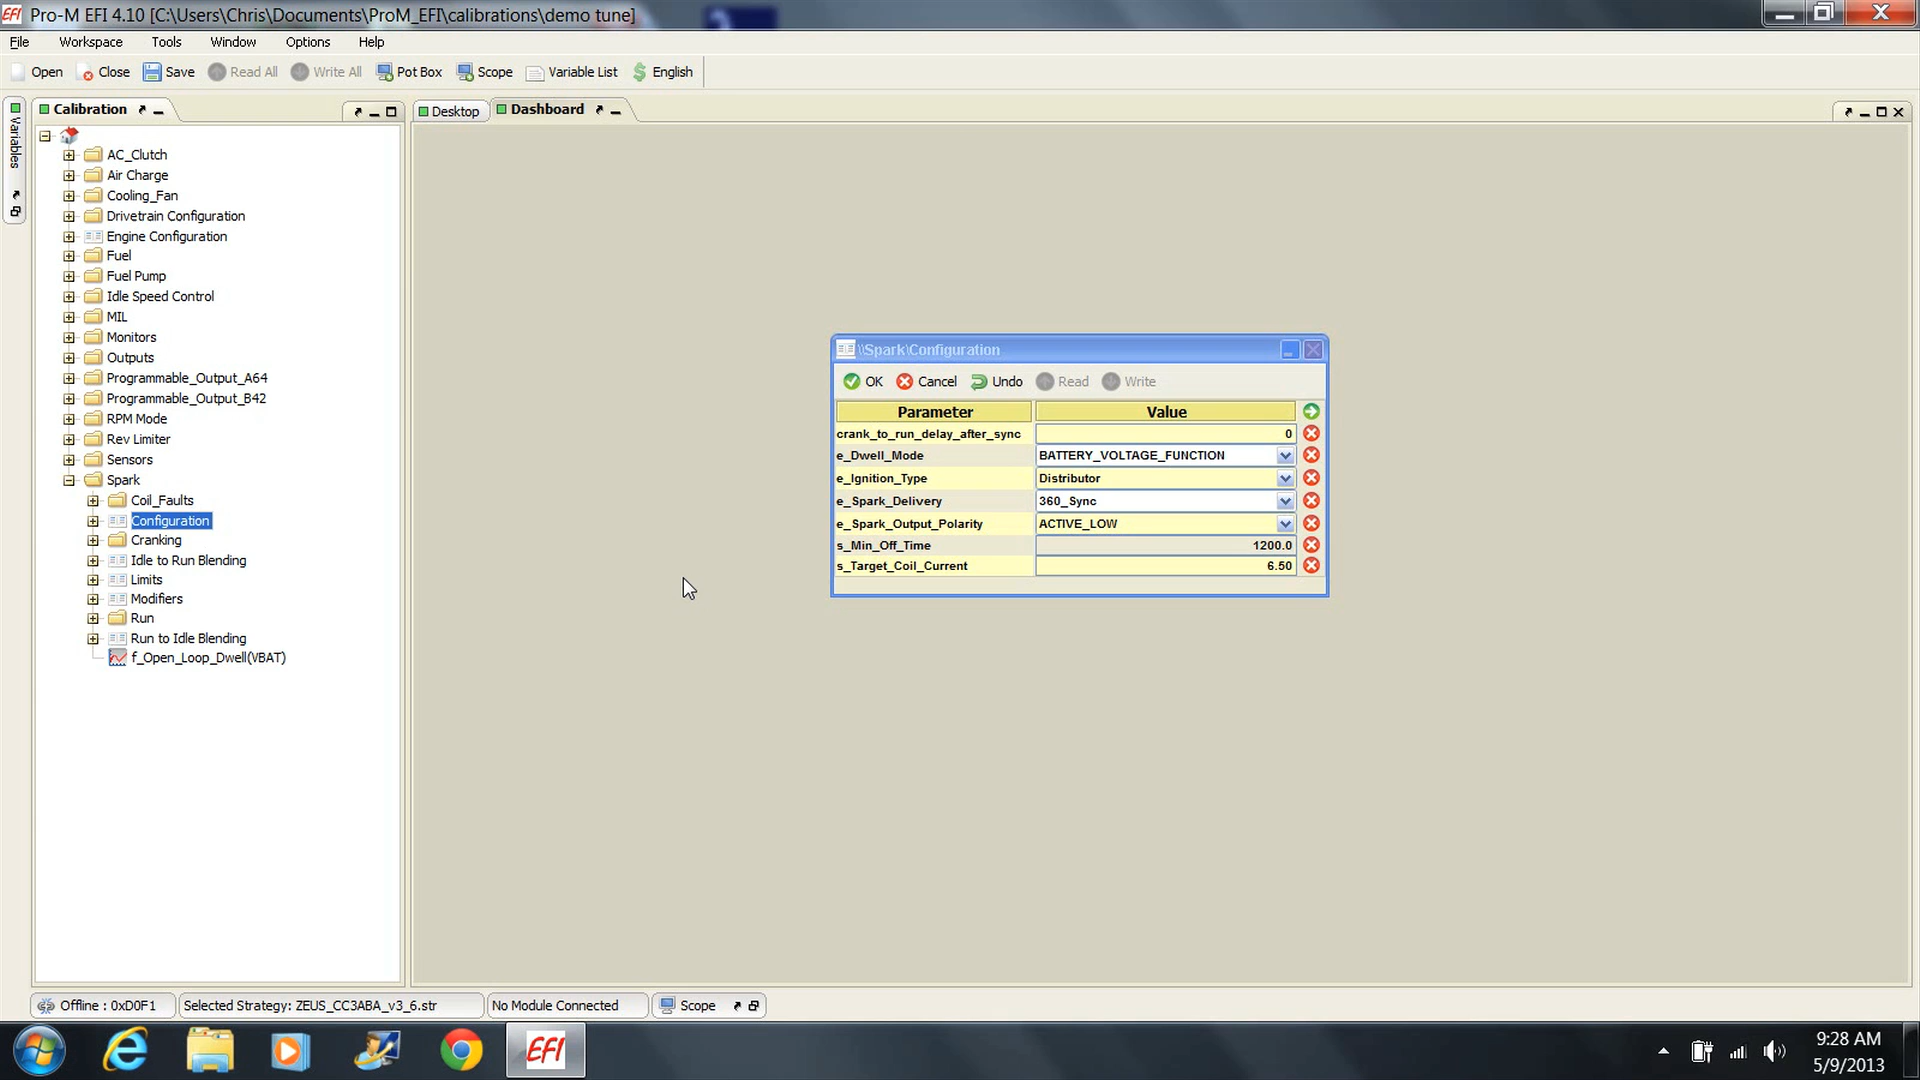 EFI Pro-M EFI 4.10 [C:\Users\Chris\Documents\ProM_EFI\calibrations\demo tune]
File Workspace Tools Window Options Help
Open Close Save Read All Write All Pot Box Scope Variable List $ English
Variables
Calibration
Desktop Dashboard
AC_Clutch
Air Charge
Cooling_Fan
Drivetrain Configuration
Engine Configuration
Fuel
Fuel Pump
Idle Speed Control
MIL
Monitors
Outputs
Programmable_Output_A64
Programmable_Output_B42
RPM Mode
Rev Limiter
Sensors
Spark
Coil_Faults
Configuration
Cranking
Idle to Run Blending
Limits
Modifiers
Run
Run to Idle Blending
f_Open_Loop_Dwell(VBAT)
\\Spark\Configuration
OK Cancel Undo Read Write
Parameter Value
crank_to_run_delay_after_sync 0
e_Dwell_Mode BATTERY_VOLTAGE_FUNCTION
e_Ignition_Type Distributor
e_Spark_Delivery 360_Sync
e_Spark_Output_Polarity ACTIVE_LOW
s_Min_Off_Time 1200.0
s_Target_Coil_Current 6.50
Offline : 0xD0F1 Selected Strategy: ZEUS_CC3ABA_v3_6.str No Module Connected Scope
EFI
9:28 AM
5/9/2013